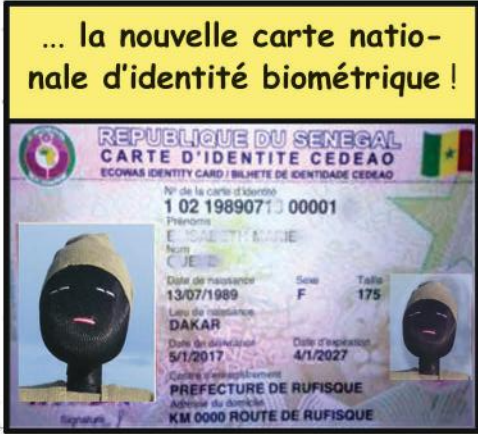 ... la nouvelle carte natio-
nale d'identité biométrique !
REPUBLIQUE DU SENEGAL
CARTE D'IDENTITE CEDEAO
ECOWAS IDENTITY CARD / BILHETE DE IDENTIDADE CEDEAO
N° de la carte d'identité
1 02 19890713 00001
Prénoms
Nom
Date de naissance Sexe Taille
13/07/1989 F 175
Lieu de naissance
DAKAR
Date de délivrance Date d'expiration
5/1/2017 4/1/2027
Centre d'enregistrement
PREFECTURE DE RUFISQUE
Adresse du domicile
Signature KM 0000 ROUTE DE RUFISQUE